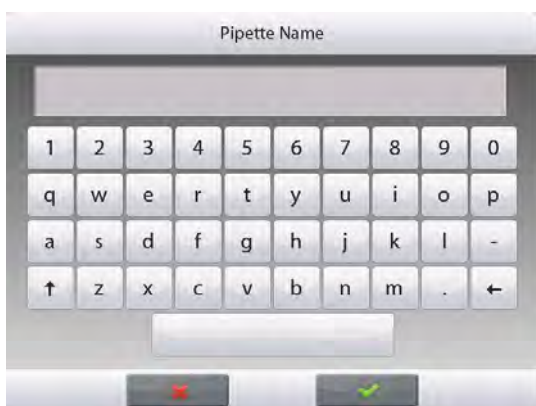 Pipette Name
1 2 3 4 5 6 7 8 9 0
q w e r t y u i o p
a s d f g h j k l -
↑ z x c v b n m . ←